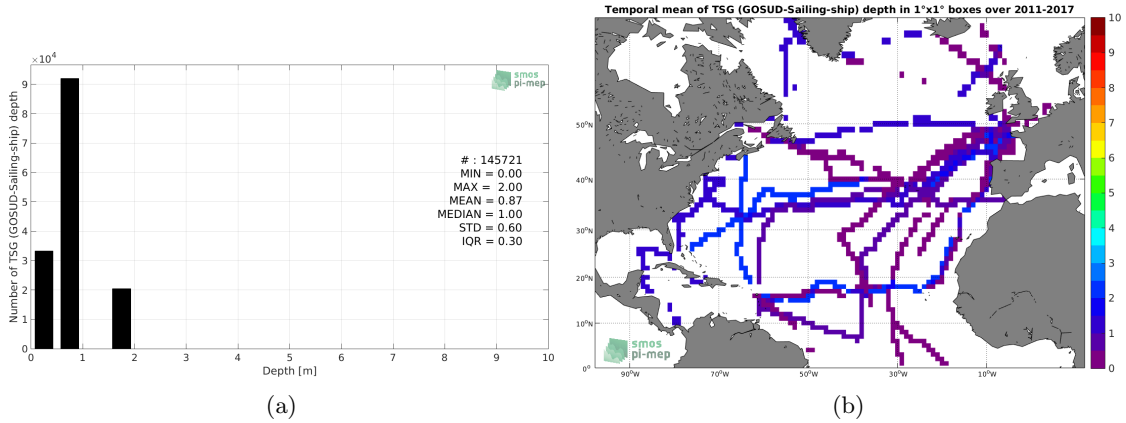 ×10⁴
9
8
7
6
5
4
3
2
1
0
Number of TSG (GOSUD-Sailing-ship) depth
smos
pi-mep
# : 145721
MIN = 0.00
MAX = 2.00
MEAN = 0.87
MEDIAN = 1.00
STD = 0.60
IQR = 0.30
0 1 2 3 4 5 6 7 8 9 10
Depth [m]
(a)
Temporal mean of TSG (GOSUD-Sailing-ship) depth in 1°x1° boxes over 2011-2017
50°N
40°N
30°N
20°N
10°N
0°
90°W 70°W 50°W 30°W 10°W
smos
pi-mep
10
9
8
7
6
5
4
3
2
1
0
(b)